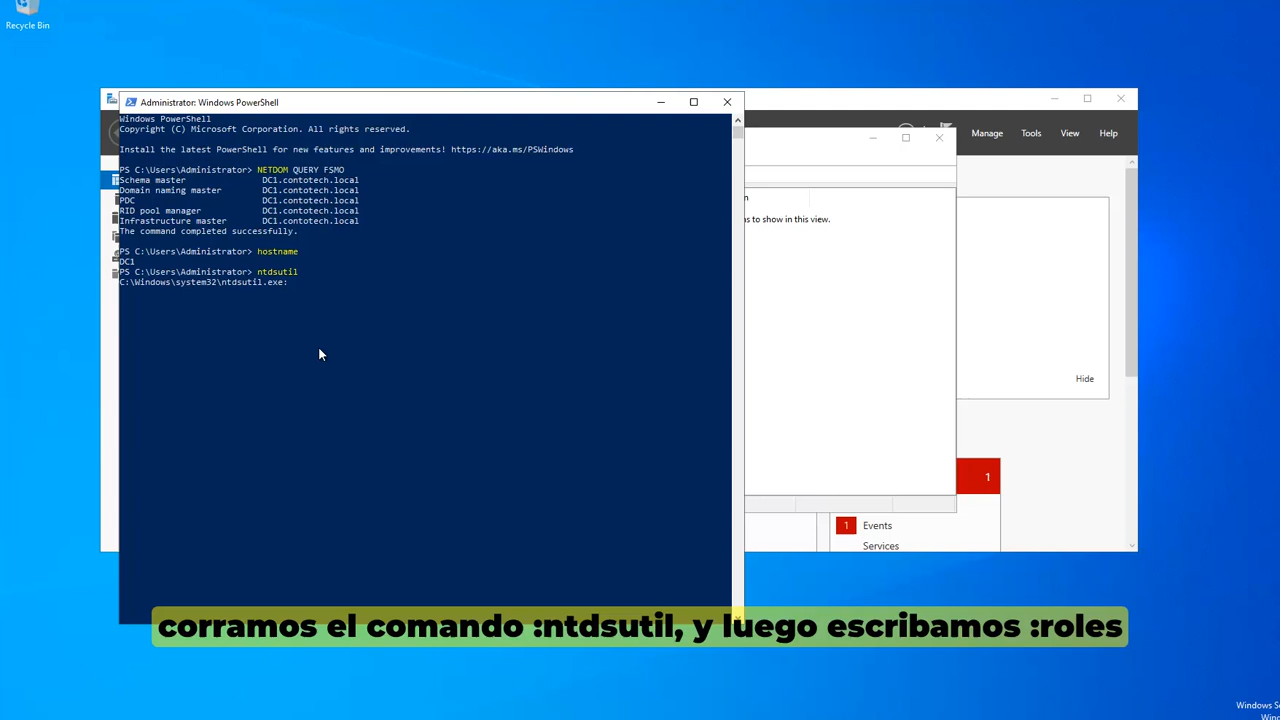 Recycle Bin
Administrator: Windows PowerShell
Windows PowerShell
Copyright (C) Microsoft Corporation. All rights reserved.
Install the latest PowerShell for new features and improvements! https://aka.ms/PSWindows
PS C:\Users\Administrator> NETDOM QUERY FSMO
Schema master DC1.contotech.local
Domain naming master DC1.contotech.local
PDC DC1.contotech.local
RID pool manager DC1.contotech.local
Infrastructure master DC1.contotech.local
The command completed successfully.
PS C:\Users\Administrator> hostname
DC1
PS C:\Users\Administrator> ntdsutil
C:\Windows\system32\ntdsutil.exe:
Manage Tools View Help
s to show in this view.
Hide
1
1 Events
Services
corramos el comando :ntdsutil, y luego escribamos :roles
Windows